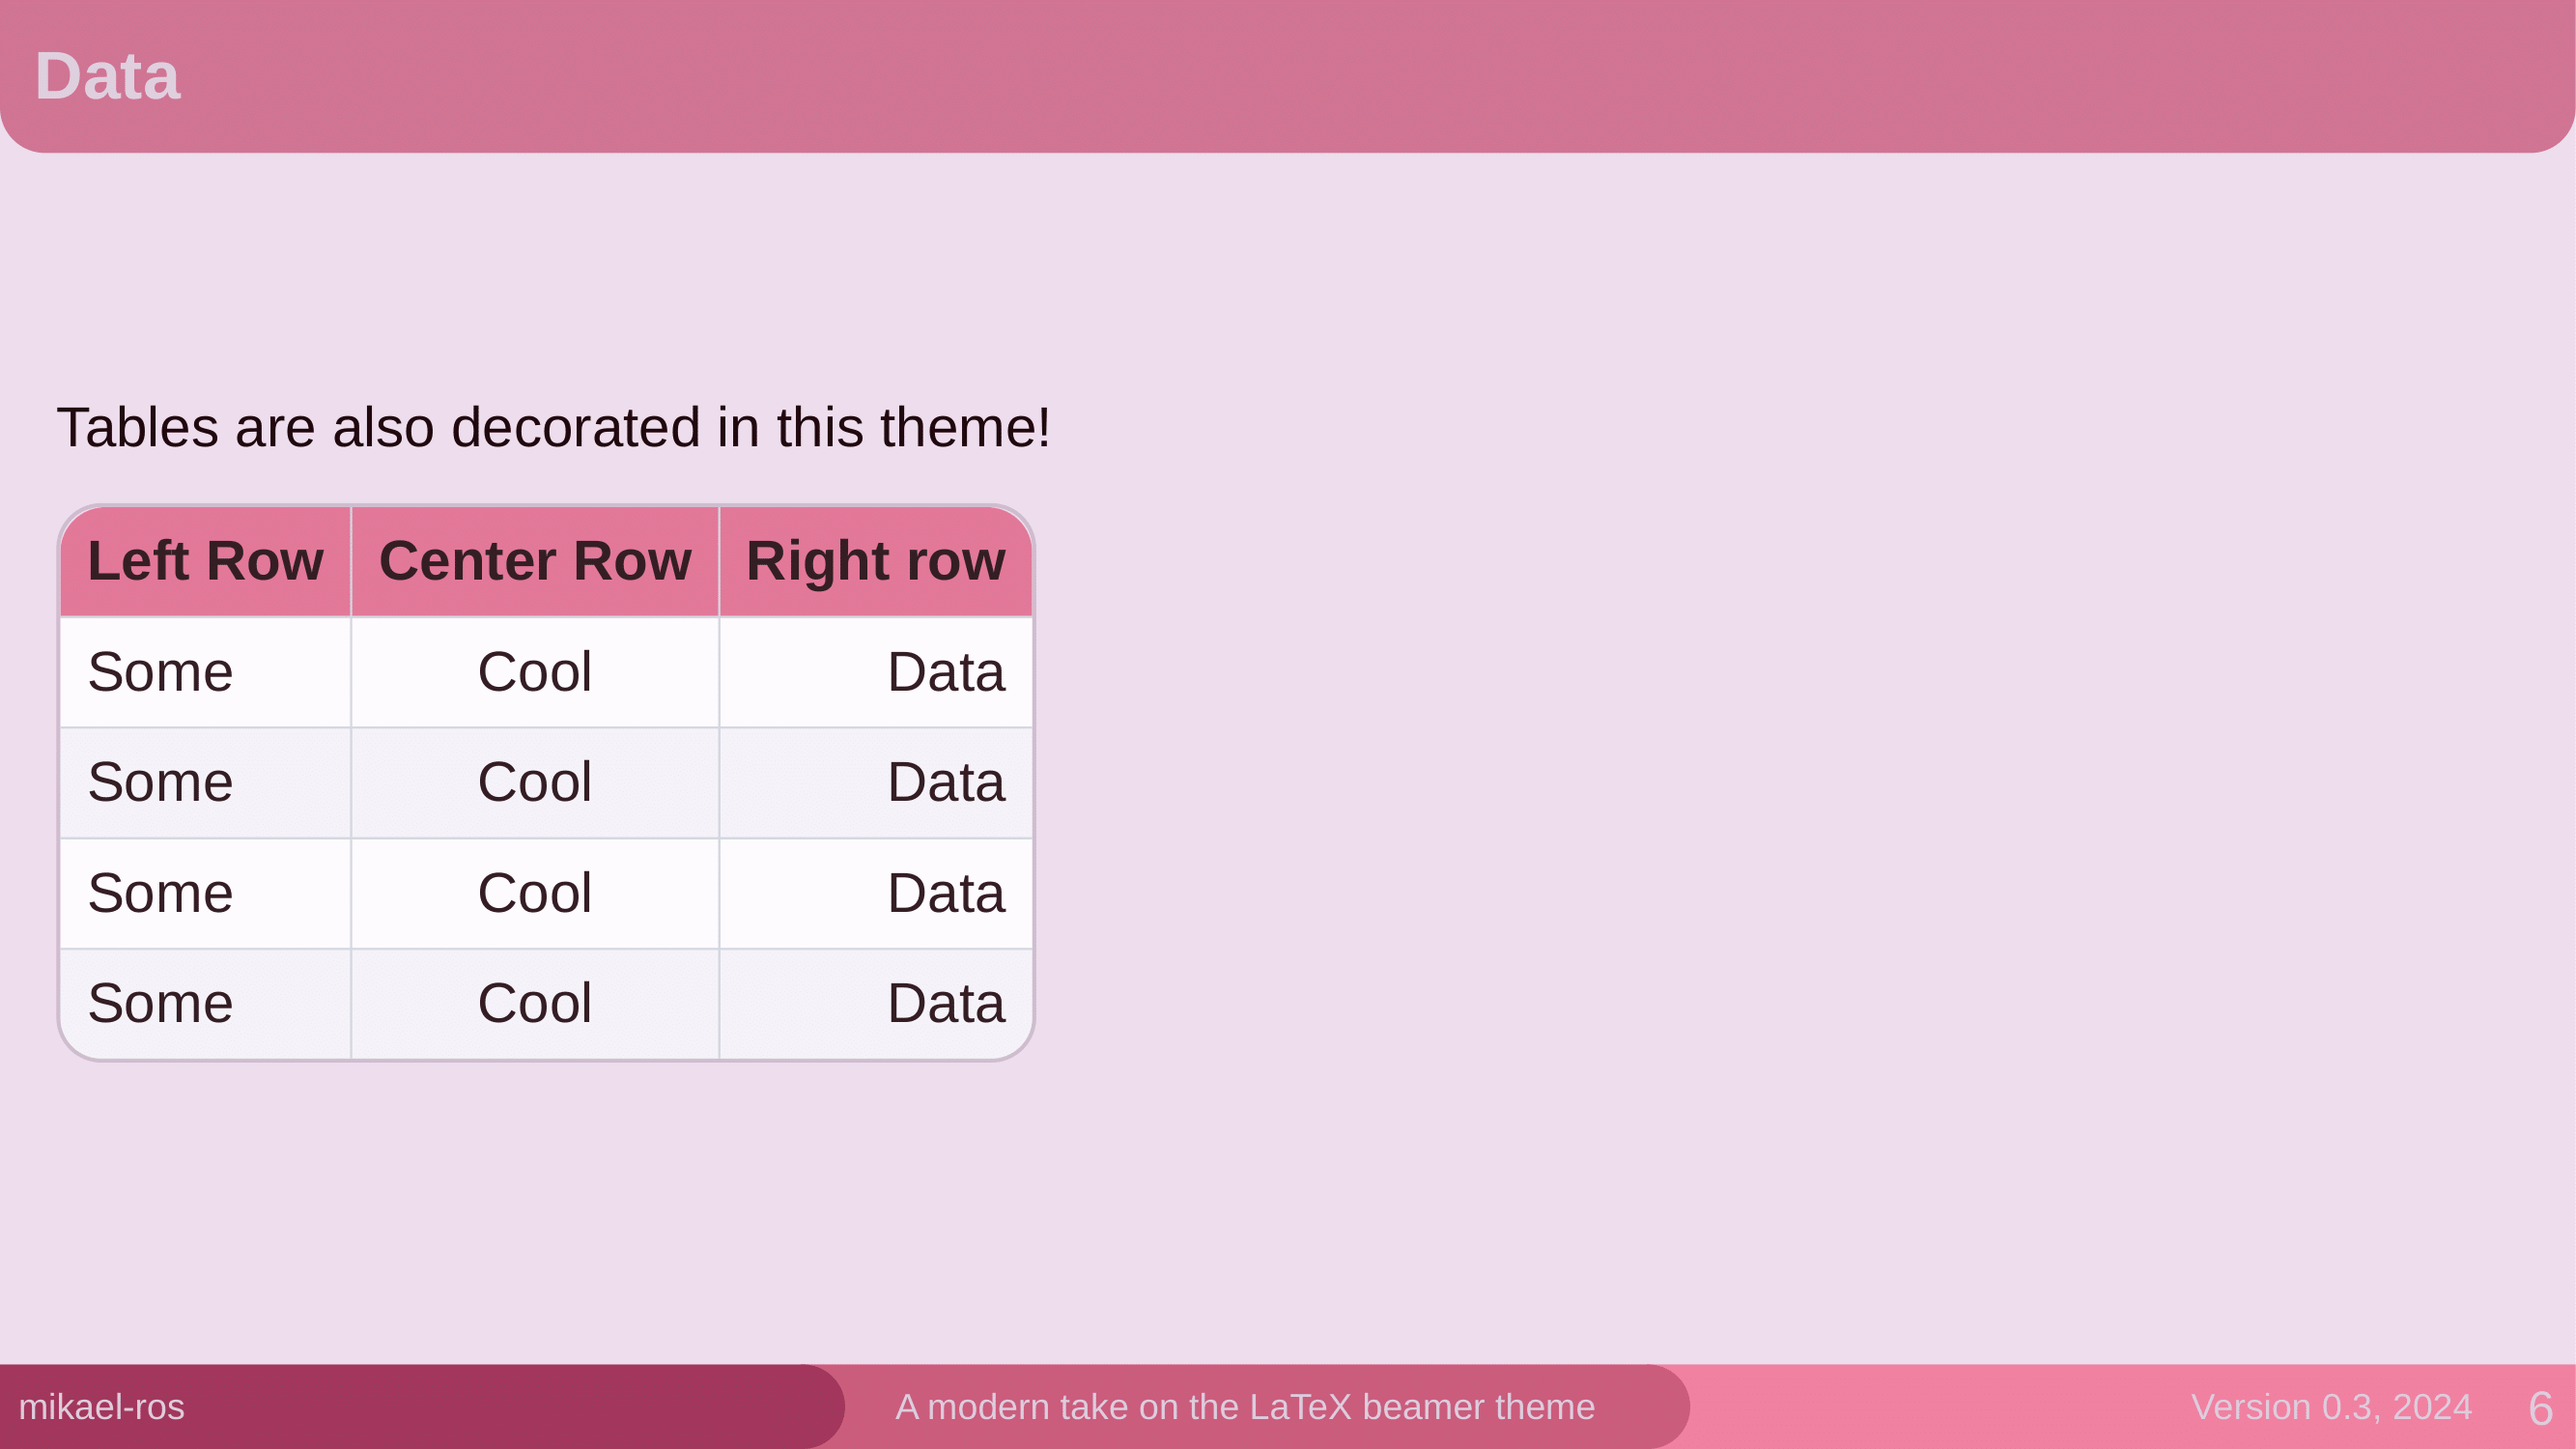 Data
Tables are also decorated in this theme!
Left Row Center Row Right row
Some Cool Data
Some Cool Data
Some Cool Data
Some Cool Data
mikael-ros A modern take on the LaTeX beamer theme Version 0.3, 2024 6